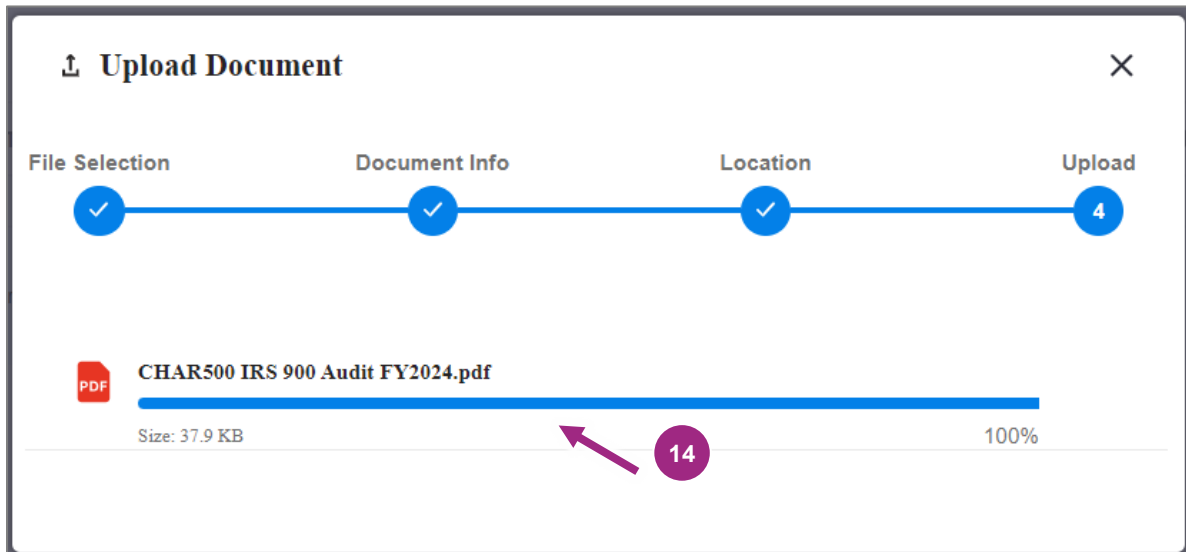 Upload Document
File Selection Document Info Location Upload
4
PDF
CHAR500 IRS 900 Audit FY2024.pdf
Size: 37.9 KB 100%
14